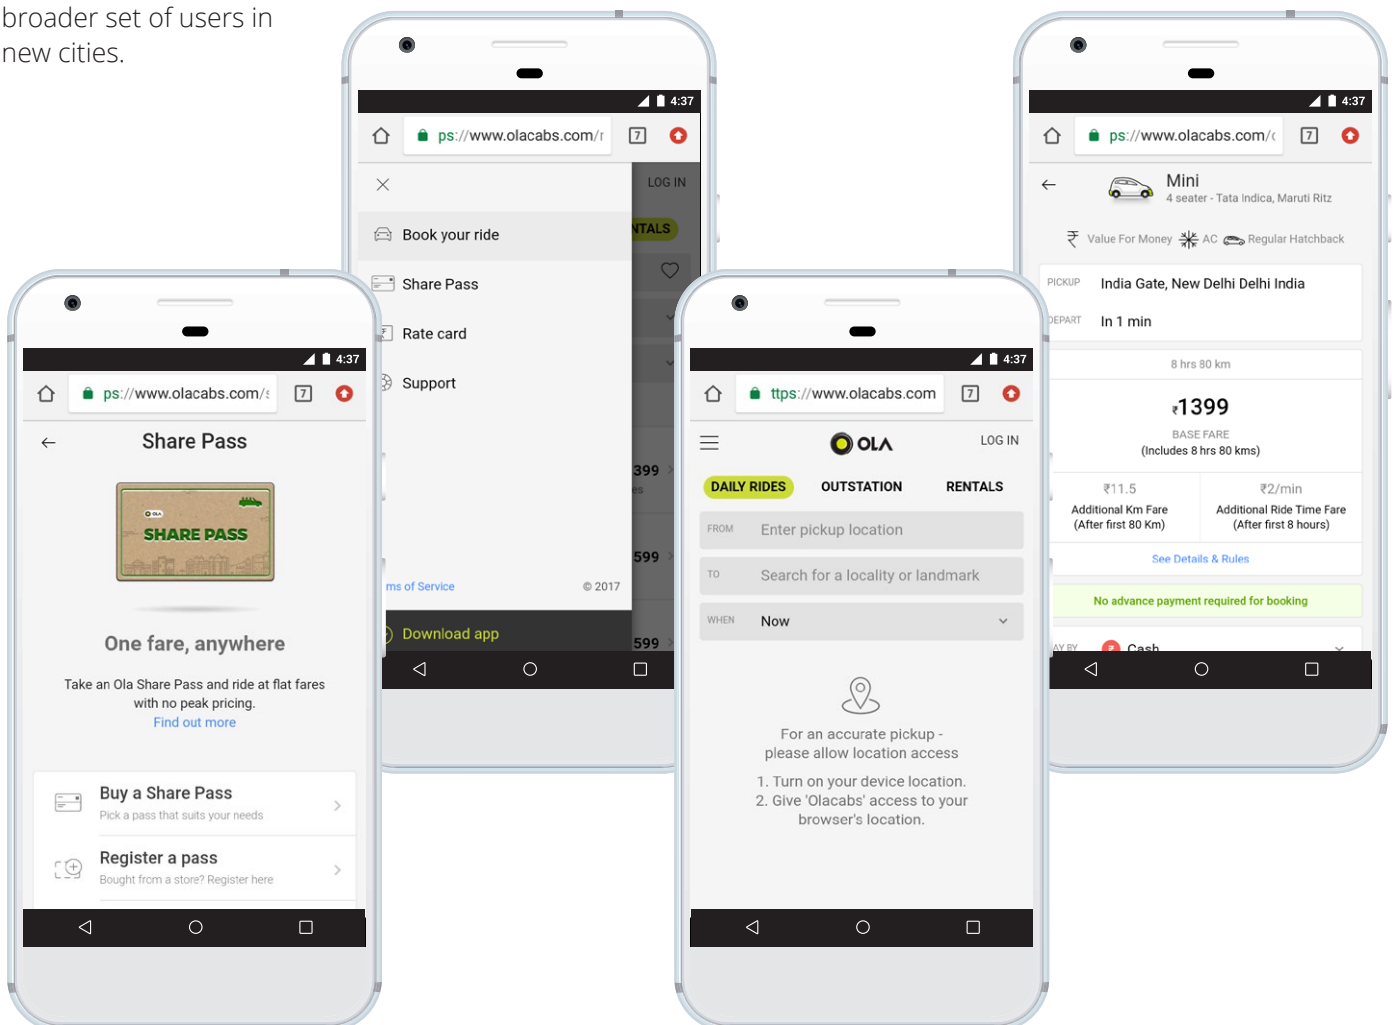 broader set of users in
new cities.
4:37
ps://www.olacabs.com/r
7
LOG IN
NTALS
Book your ride
Share Pass
Rate card
Support
399
es
599
599
ms of Service
© 2017
Download app
4:37
ps://www.olacabs.com/
7
Mini
4 seater - Tata Indica, Maruti Ritz
₹ Value For Money AC Regular Hatchback
PICKUP India Gate, New Delhi Delhi India
DEPART In 1 min
8 hrs 80 km
₹1399
BASE FARE
(Includes 8 hrs 80 kms)
₹11.5
Additional Km Fare
(After first 80 Km)
₹2/min
Additional Ride Time Fare
(After first 8 hours)
See Details & Rules
No advance payment required for booking
AY BY ₹ Cash
4:37
ps://www.olacabs.com/s
7
Share Pass
OLA
SHARE PASS
One fare, anywhere
Take an Ola Share Pass and ride at flat fares
with no peak pricing.
Find out more
Buy a Share Pass
Pick a pass that suits your needs
Register a pass
Bought from a store? Register here
4:37
ttps://www.olacabs.com
7
OLA
LOG IN
DAILY RIDES OUTSTATION RENTALS
FROM Enter pickup location
TO Search for a locality or landmark
WHEN Now
For an accurate pickup -
please allow location access
1. Turn on your device location.
2. Give 'Olacabs' access to your
browser's location.